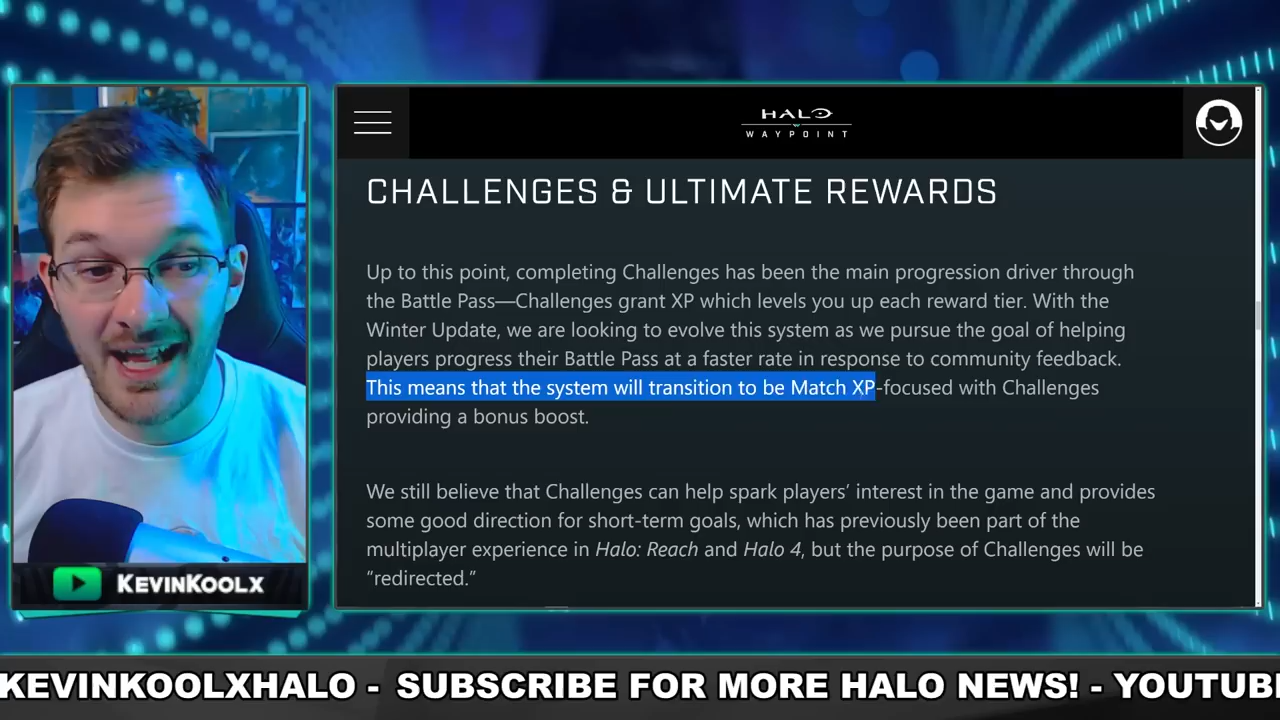 HALO
WAYPOINT
CHALLENGES & ULTIMATE REWARDS
Up to this point, completing Challenges has been the main progression driver through
the Battle Pass—Challenges grant XP which levels you up each reward tier. With the
Winter Update, we are looking to evolve this system as we pursue the goal of helping
players progress their Battle Pass at a faster rate in response to community feedback.
This means that the system will transition to be Match XP-focused with Challenges
providing a bonus boost.
We still believe that Challenges can help spark players’ interest in the game and provides
some good direction for short-term goals, which has previously been part of the
multiplayer experience in Halo: Reach and Halo 4, but the purpose of Challenges will be
“redirected.”
KEVINKOOLX
KEVINKOOLXHALO - SUBSCRIBE FOR MORE HALO NEWS! - YOUTUBE